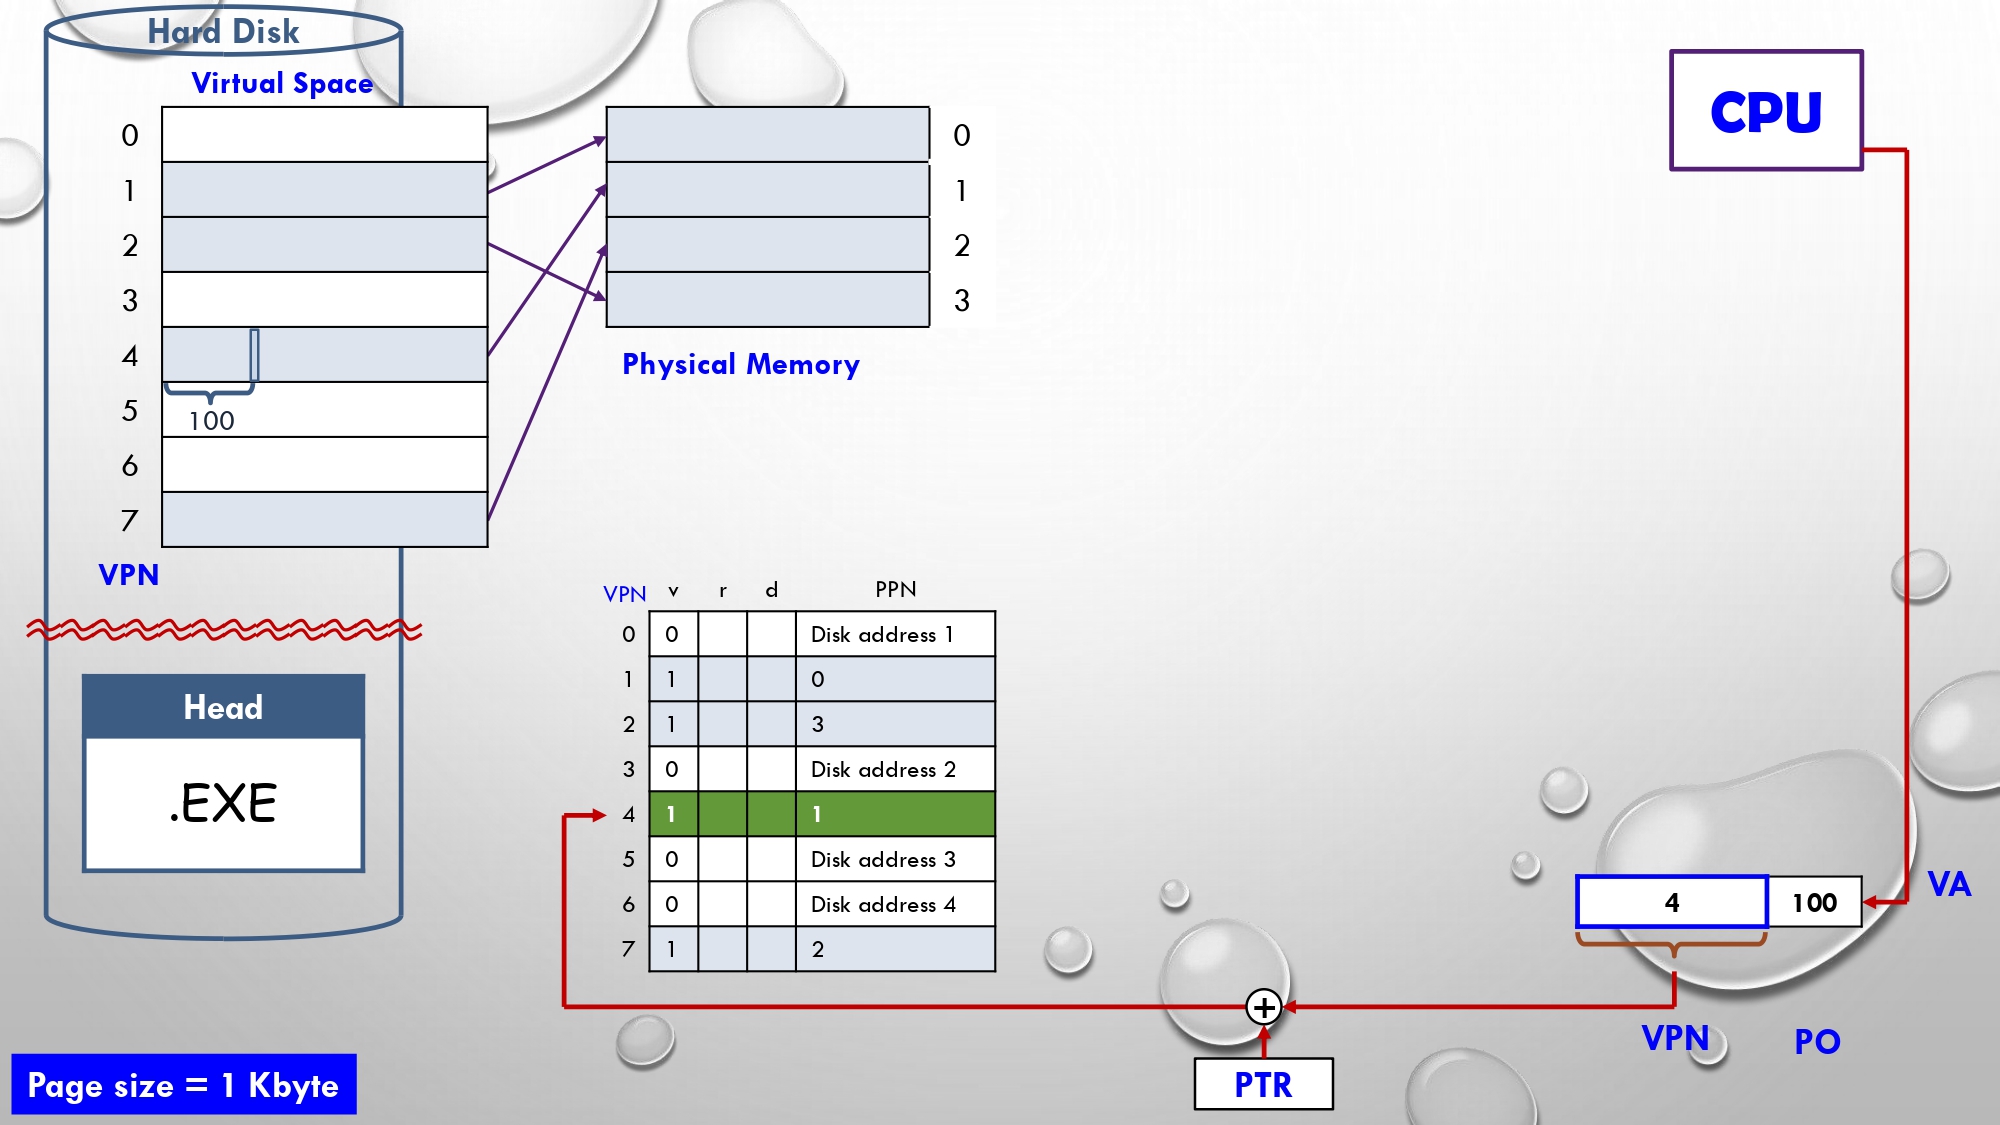 Hard Disk
Virtual Space
CPU
0
1
2
3
4
100
5
6
7
VPN
0
1
2
3
Physical Memory
VPN v r d PPN
0 0 Disk address 1
1 1 0
2 1 3
3 0 Disk address 2
4 1 1
5 0 Disk address 3
6 0 Disk address 4
7 1 2
Head
.EXE
4 100 VA
VPN PO
+
PTR
Page size = 1 Kbyte